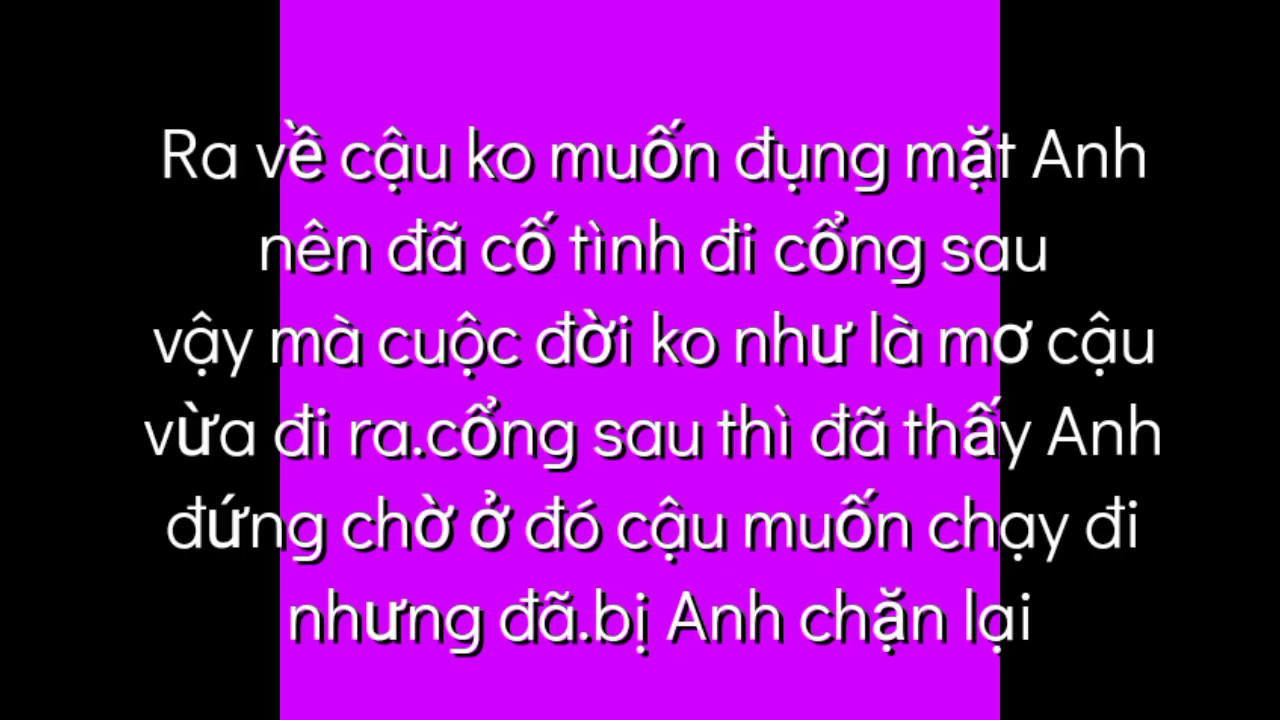 Ra về cậu ko muốn đụng mặt Anh
nên đã cố tình đi cổng sau
vậy mà cuộc đời ko như là mơ cậu
vừa đi ra.cổng sau thì đã thấy Anh
đứng chờ ở đó cậu muốn chạy đi
nhưng đã.bị Anh chặn lại